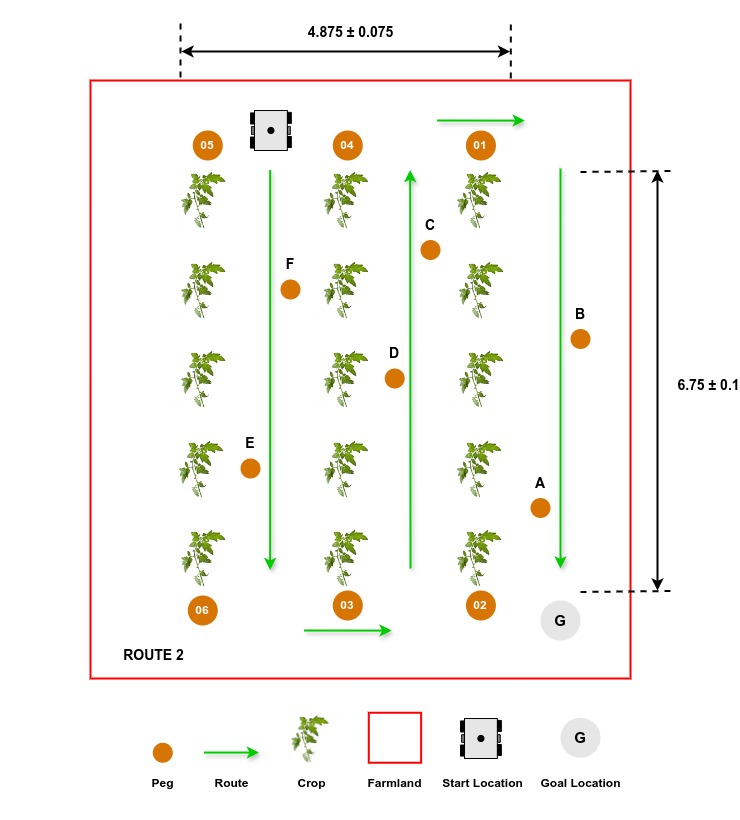 4.875 ± 0.075
05
04
01
C
F
B
D
6.75 ± 0.1
E
A
06
03
02
G
ROUTE 2
G
Peg
Route
Crop
Farmland
Start Location
Goal Location